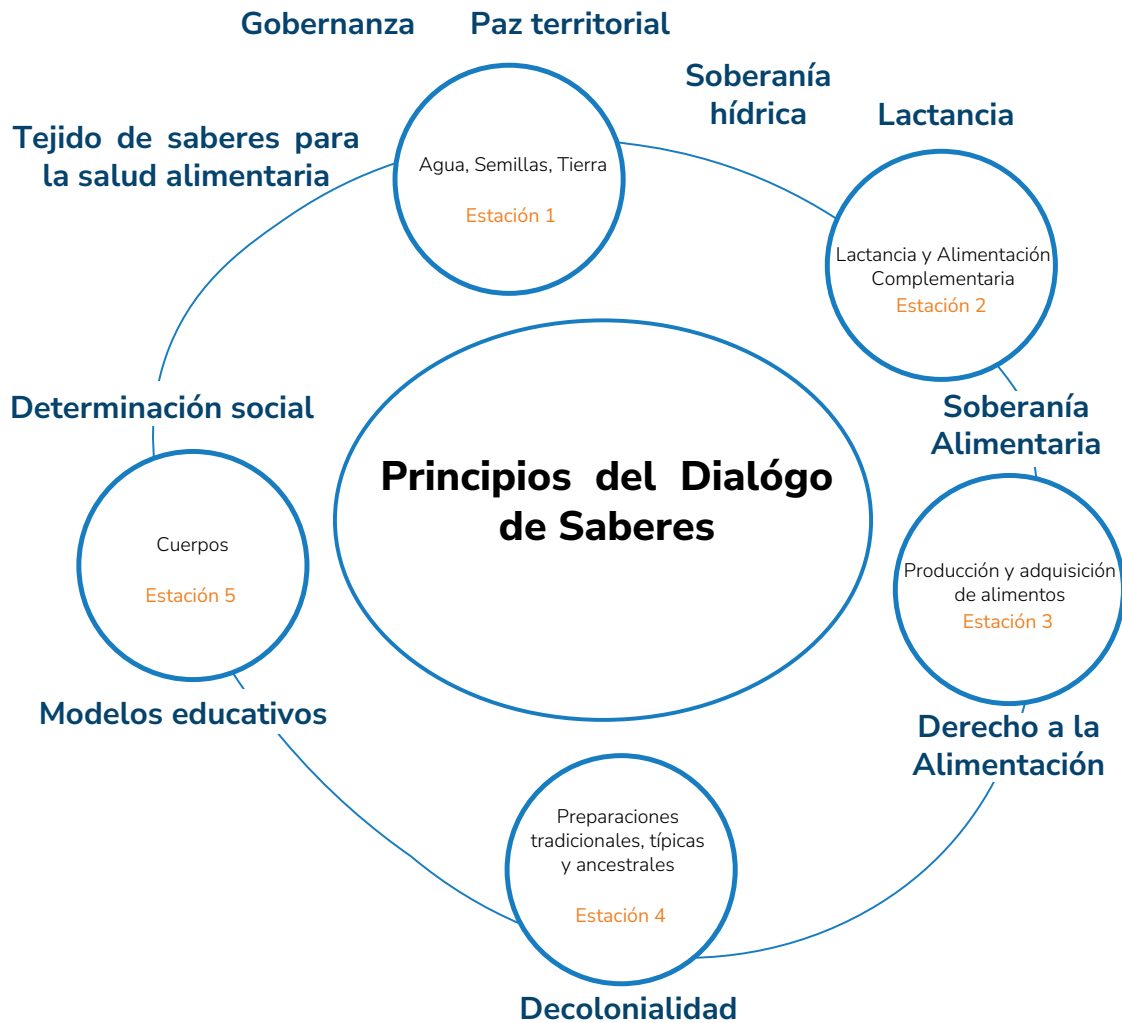 Gobernanza
Paz territorial
Soberanía
hídrica
Lactancia
Tejido de saberes para
la salud alimentaria
Agua, Semillas, Tierra
Estación 1
Lactancia y Alimentación
Complementaria
Estación 2
Determinación social
Soberanía
Alimentaria
Principios del Dialógo
de Saberes
Cuerpos
Estación 5
Producción y adquisición
de alimentos
Estación 3
Modelos educativos
Derecho a la
Alimentación
Preparaciones
tradicionales, típicas
y ancestrales
Estación 4
Decolonialidad